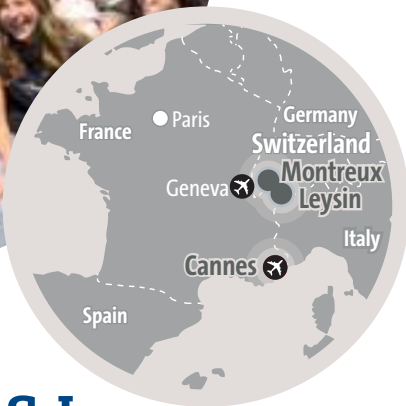 Germany
Paris
France
Switzerland
Montreux
Geneva
Leysin
Italy
Cannes
Spain